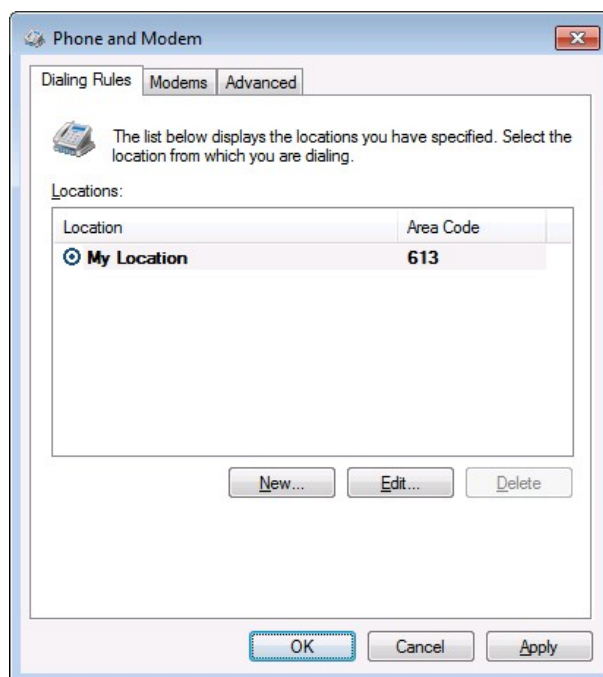 Phone and Modem
Dialing Rules Modems Advanced
The list below displays the locations you have specified. Select the
location from which you are dialing.
Locations:
Location Area Code
My Location 613
New... Edit... Delete
OK Cancel Apply